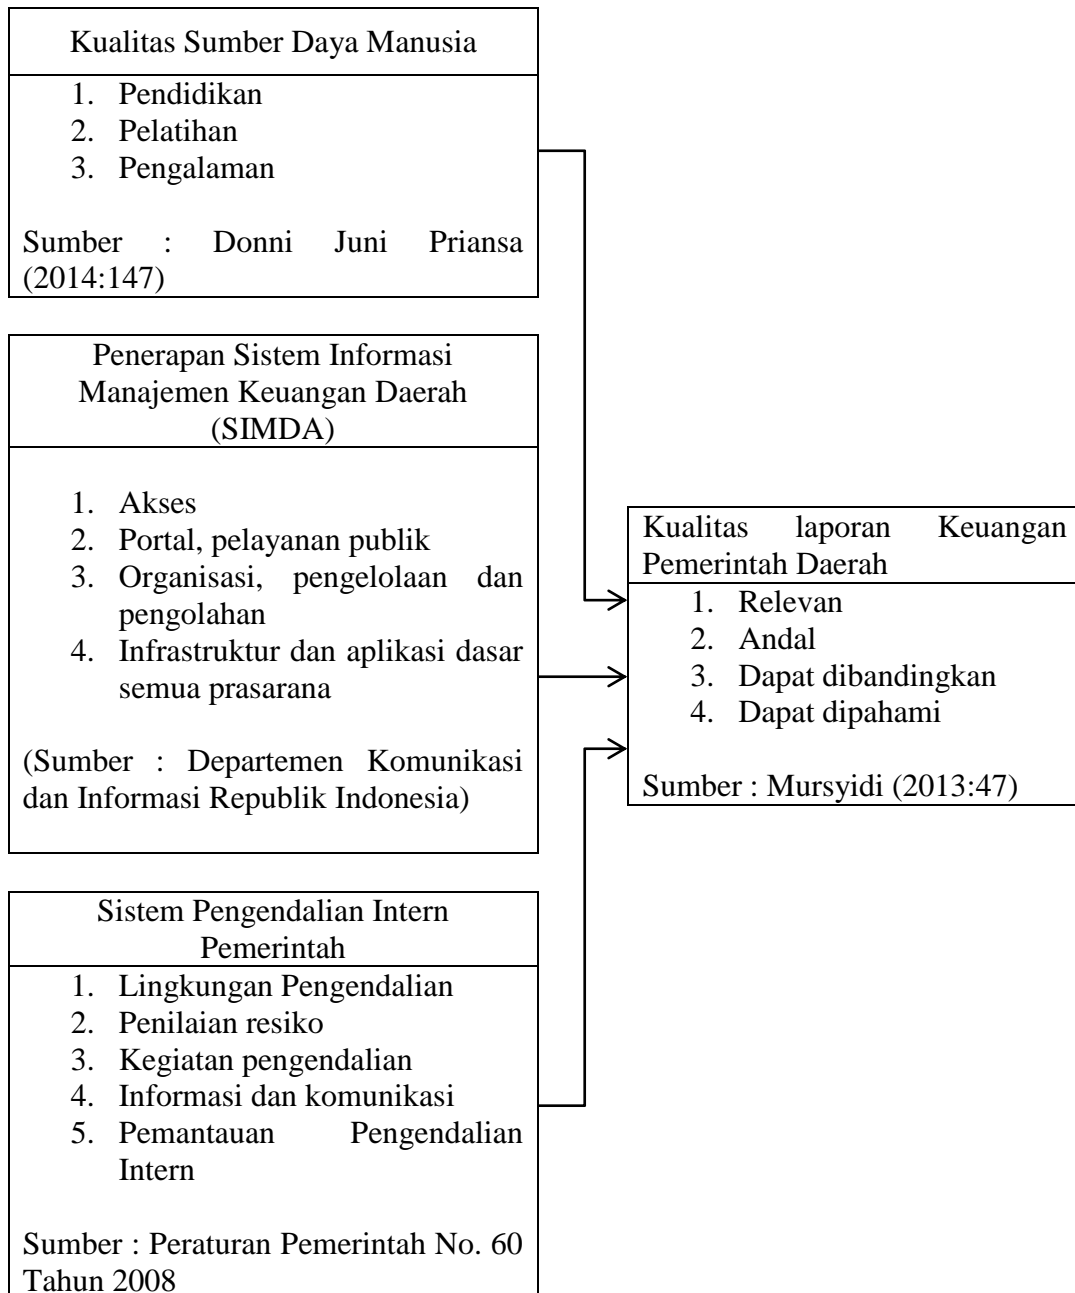 Kualitas Sumber Daya Manusia
1. Pendidikan
2. Pelatihan
3. Pengalaman
Sumber : Donni Juni Priansa
(2014:147)
Penerapan Sistem Informasi
Manajemen Keuangan Daerah
(SIMDA)
1. Akses
2. Portal, pelayanan publik
3. Organisasi, pengelolaan dan
pengolahan
4. Infrastruktur dan aplikasi dasar
semua prasarana
(Sumber : Departemen Komunikasi
dan Informasi Republik Indonesia)
Sistem Pengendalian Intern
Pemerintah
1. Lingkungan Pengendalian
2. Penilaian resiko
3. Kegiatan pengendalian
4. Informasi dan komunikasi
5. Pemantauan Pengendalian
Intern
Sumber : Peraturan Pemerintah No. 60
Tahun 2008
Kualitas laporan Keuangan
Pemerintah Daerah
1. Relevan
2. Andal
3. Dapat dibandingkan
4. Dapat dipahami
Sumber : Mursyidi (2013:47)